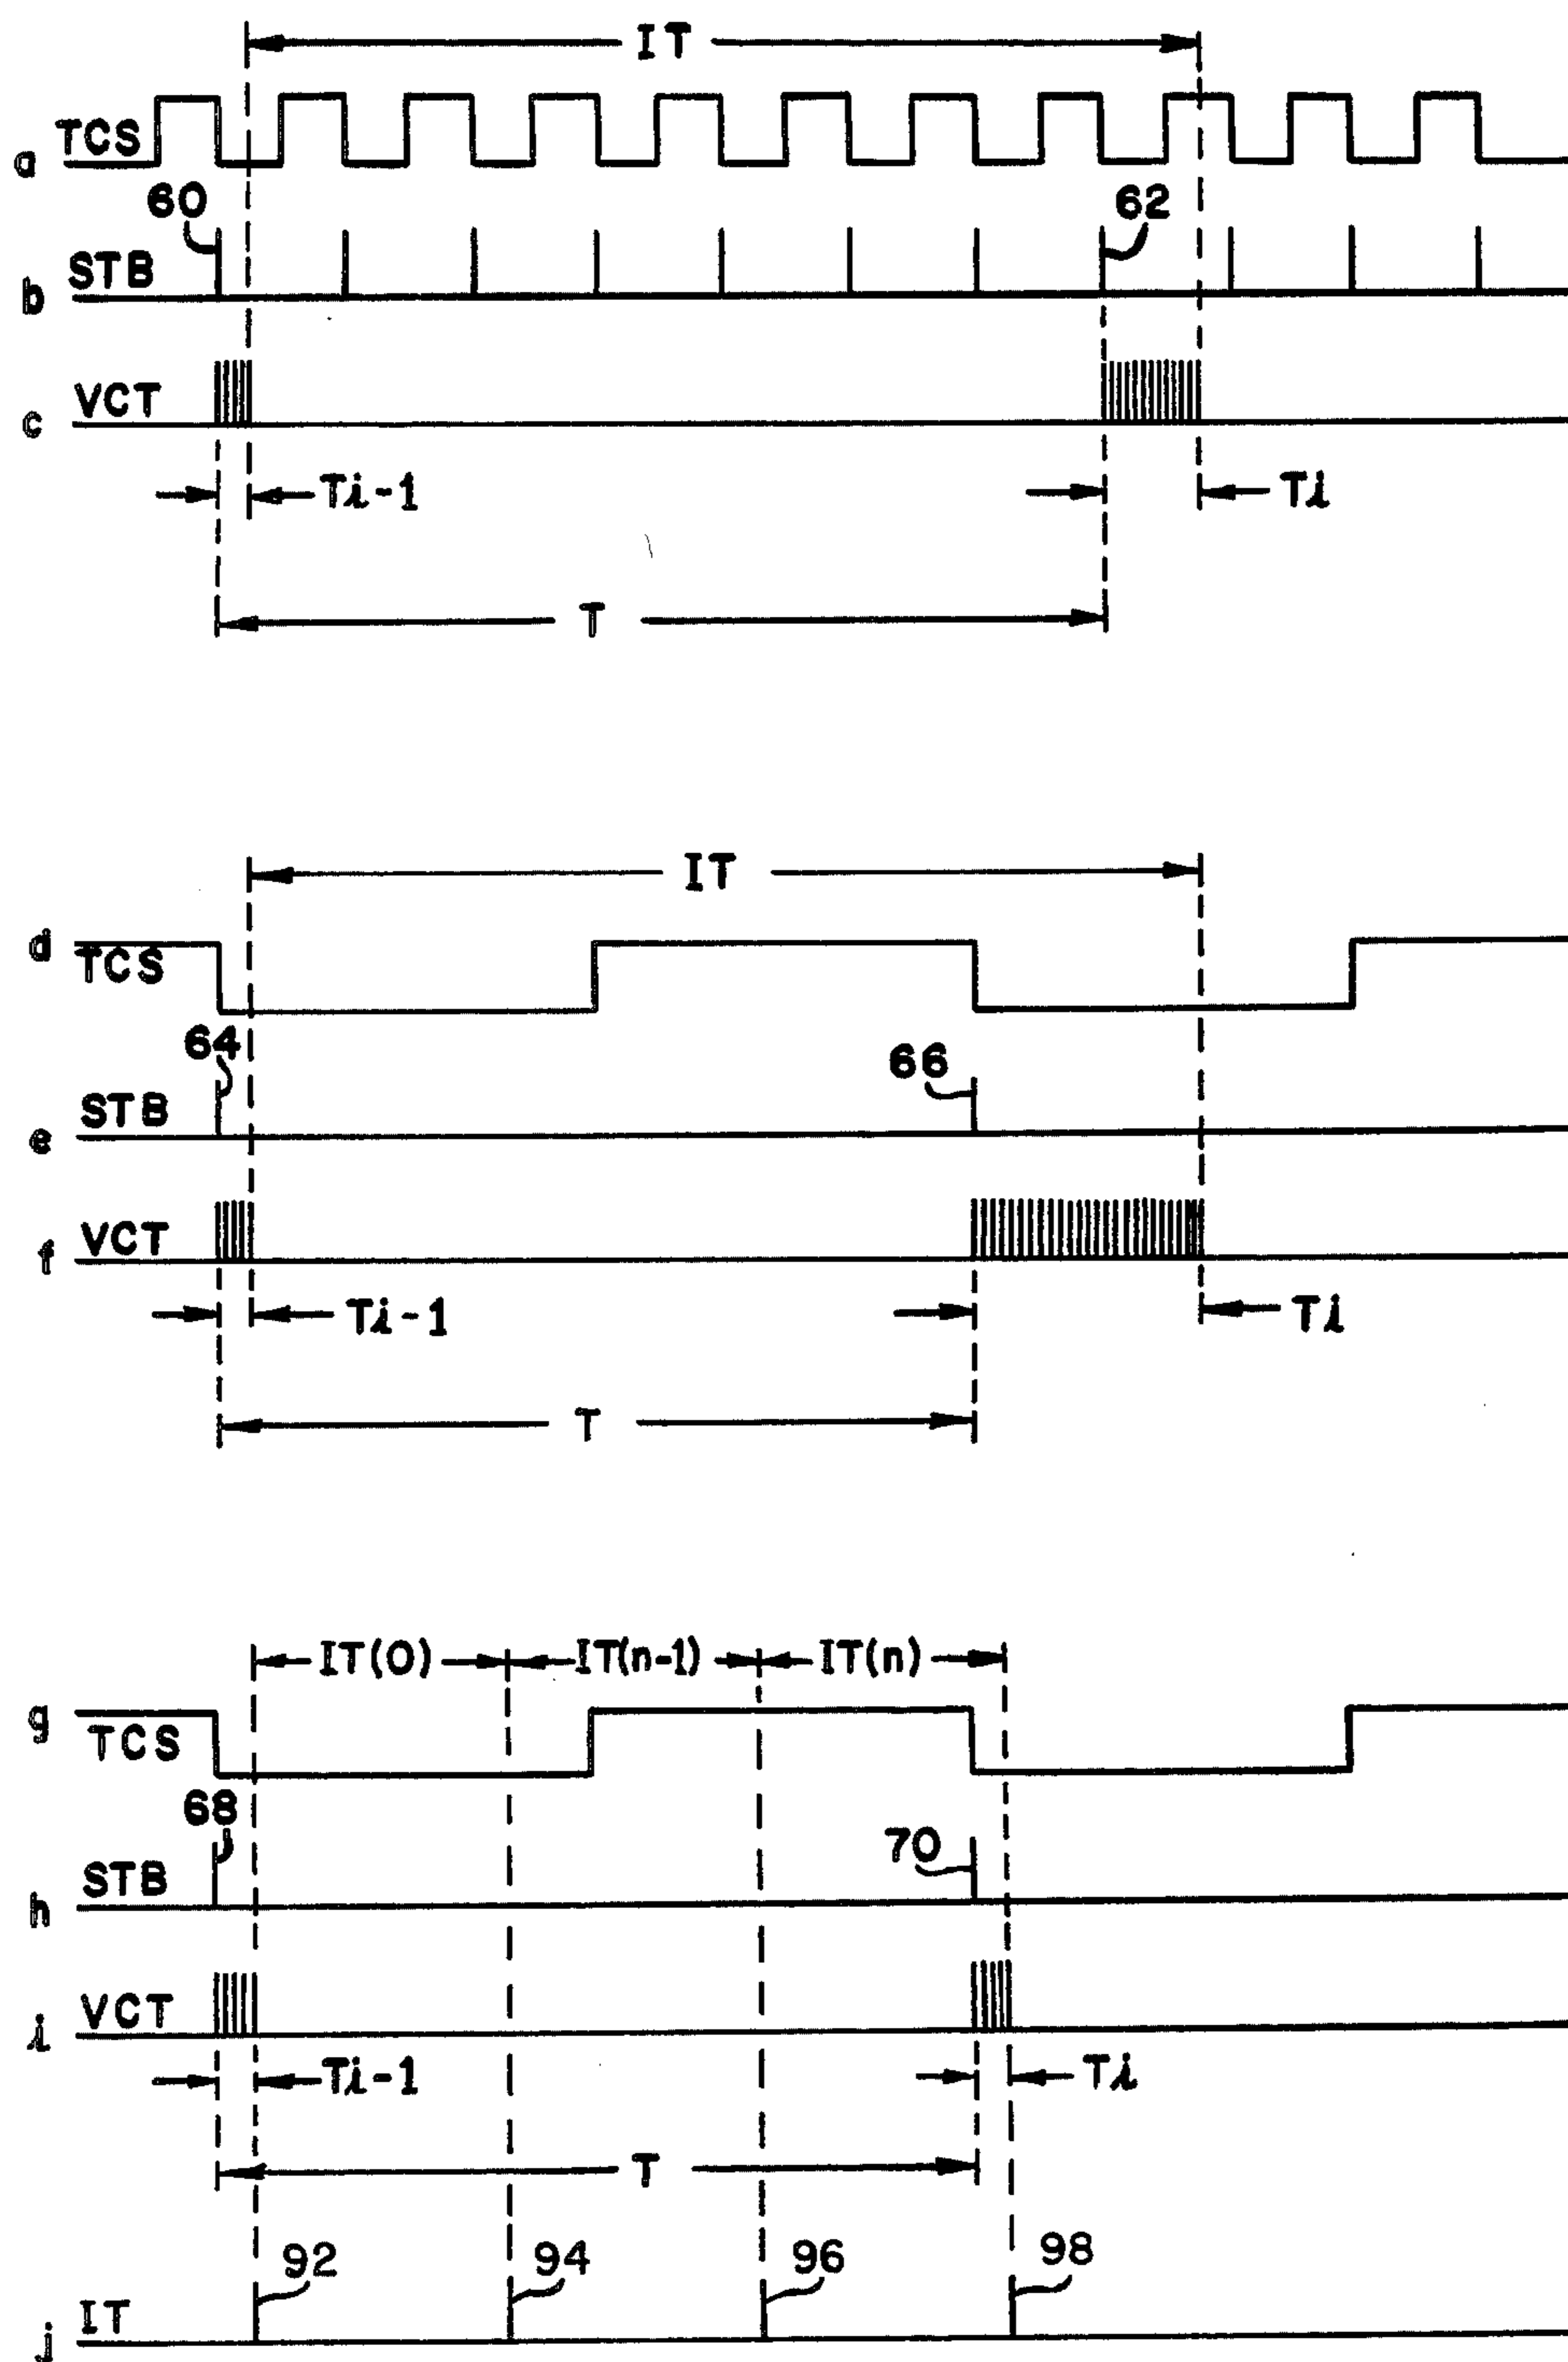 IT
a TCS
60 62
b STB
c VCT
Ti-1 Ti
T
IT
d TCS
64 66
e STB
f VCT
Ti-1 Ti
T
IT(0) IT(n-1) IT(n)
g TCS
68 70
h STB
i VCT
Ti-1 Ti
T
92 94 96 98
j IT